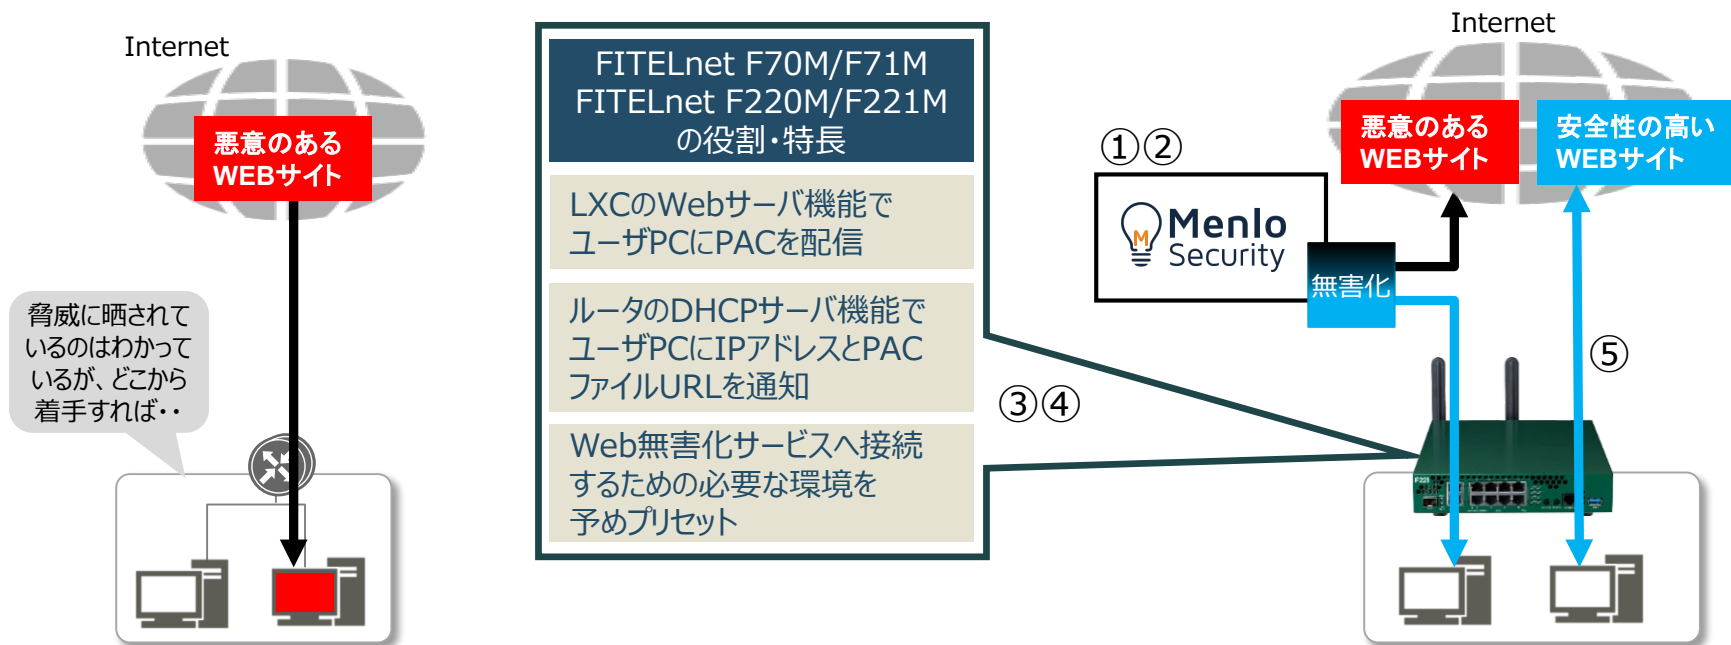 Internet
悪意のある
WEBサイト
脅威に晒されて
いるのはわかって
いるが、どこから
着手すれば・・
FITELnet F70M/F71M
FITELnet F220M/F221M
の役割・特長
LXCのWebサーバ機能で
ユーザPCにPACを配信
ルータのDHCPサーバ機能で
ユーザPCにIPアドレスとPAC
ファイルURLを通知
Web無害化サービスへ接続
するための必要な環境を
予めプリセット
③④
Internet
悪意のある
WEBサイト
安全性の高い
WEBサイト
①②
Menlo
Security
無害化
⑤
F221